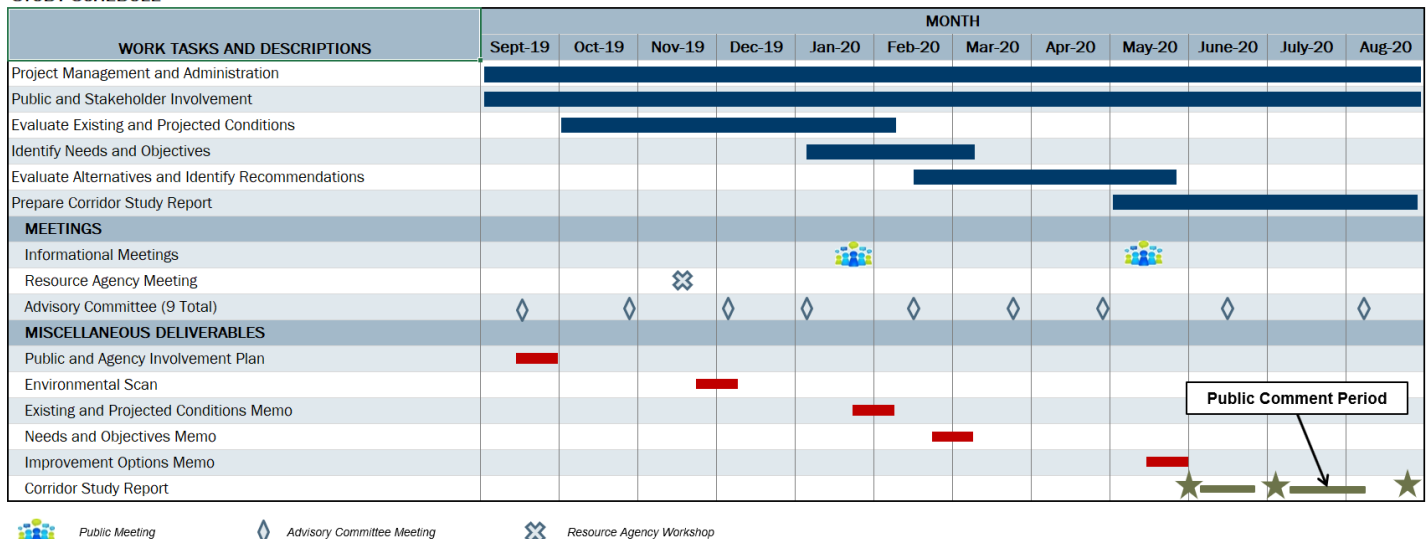 MONTH
WORK TASKS AND DESCRIPTIONS
Sept-19 Oct-19 Nov-19 Dec-19 Jan-20 Feb-20 Mar-20 Apr-20 May-20 June-20 July-20 Aug-20
Project Management and Administration
Public and Stakeholder Involvement
Evaluate Existing and Projected Conditions
Identify Needs and Objectives
Evaluate Alternatives and Identify Recommendations
Prepare Corridor Study Report
MEETINGS
Informational Meetings
Resource Agency Meeting
Advisory Committee (9 Total)
MISCELLANEOUS DELIVERABLES
Public and Agency Involvement Plan
Environmental Scan
Existing and Projected Conditions Memo
Public Comment Period
Needs and Objectives Memo
Improvement Options Memo
Corridor Study Report
Public Meeting
Advisory Committee Meeting
Resource Agency Workshop